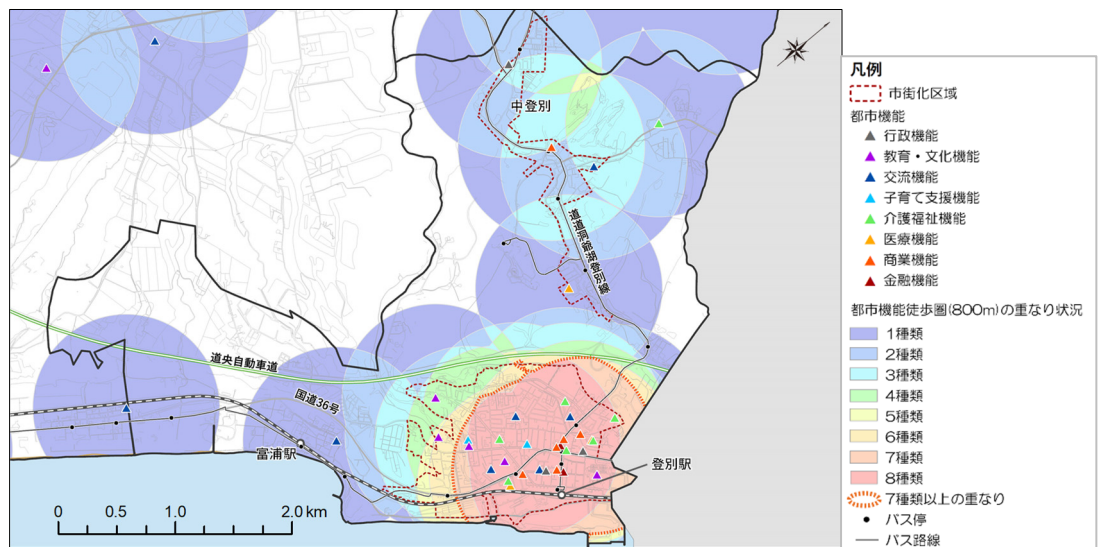 中登別
道道洞爺湖登別線
道央自動車道
国道36号
富浦駅
登別駅
0 0.5 1.0 2.0 km
凡例
市街化区域
都市機能
行政機能
教育・文化機能
交流機能
子育て支援機能
介護福祉機能
医療機能
商業機能
金融機能
都市機能徒歩圏(800m)の重なり状況
1種類
2種類
3種類
4種類
5種類
6種類
7種類
8種類
7種類以上の重なり
バス停
バス路線